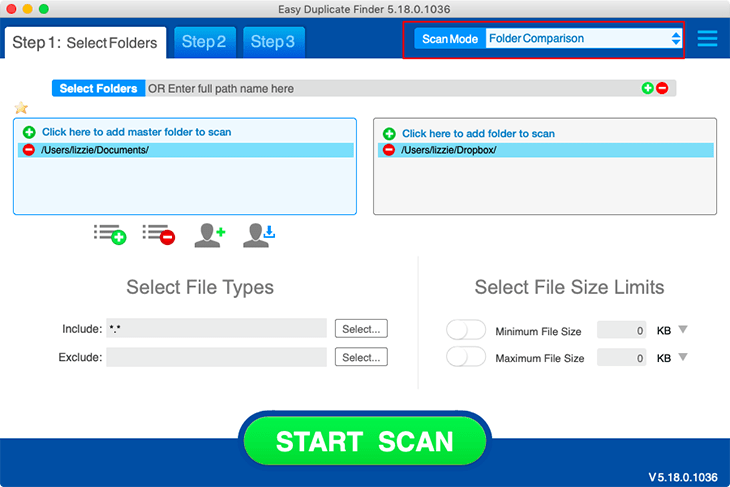 Easy Duplicate Finder 5.18.0.1036
Step 1: Select Folders
Step 2
Step 3
Scan Mode
Folder Comparison
Select Folders
OR Enter full path name here
Click here to add master folder to scan
/Users/lizzie/Documents/
Click here to add folder to scan
/Users/lizzie/Dropbox/
Select File Types
Include:
*.*
Select...
Exclude:
Select...
Select File Size Limits
Minimum File Size
0
KB
Maximum File Size
0
KB
START SCAN
V 5.18.0.1036